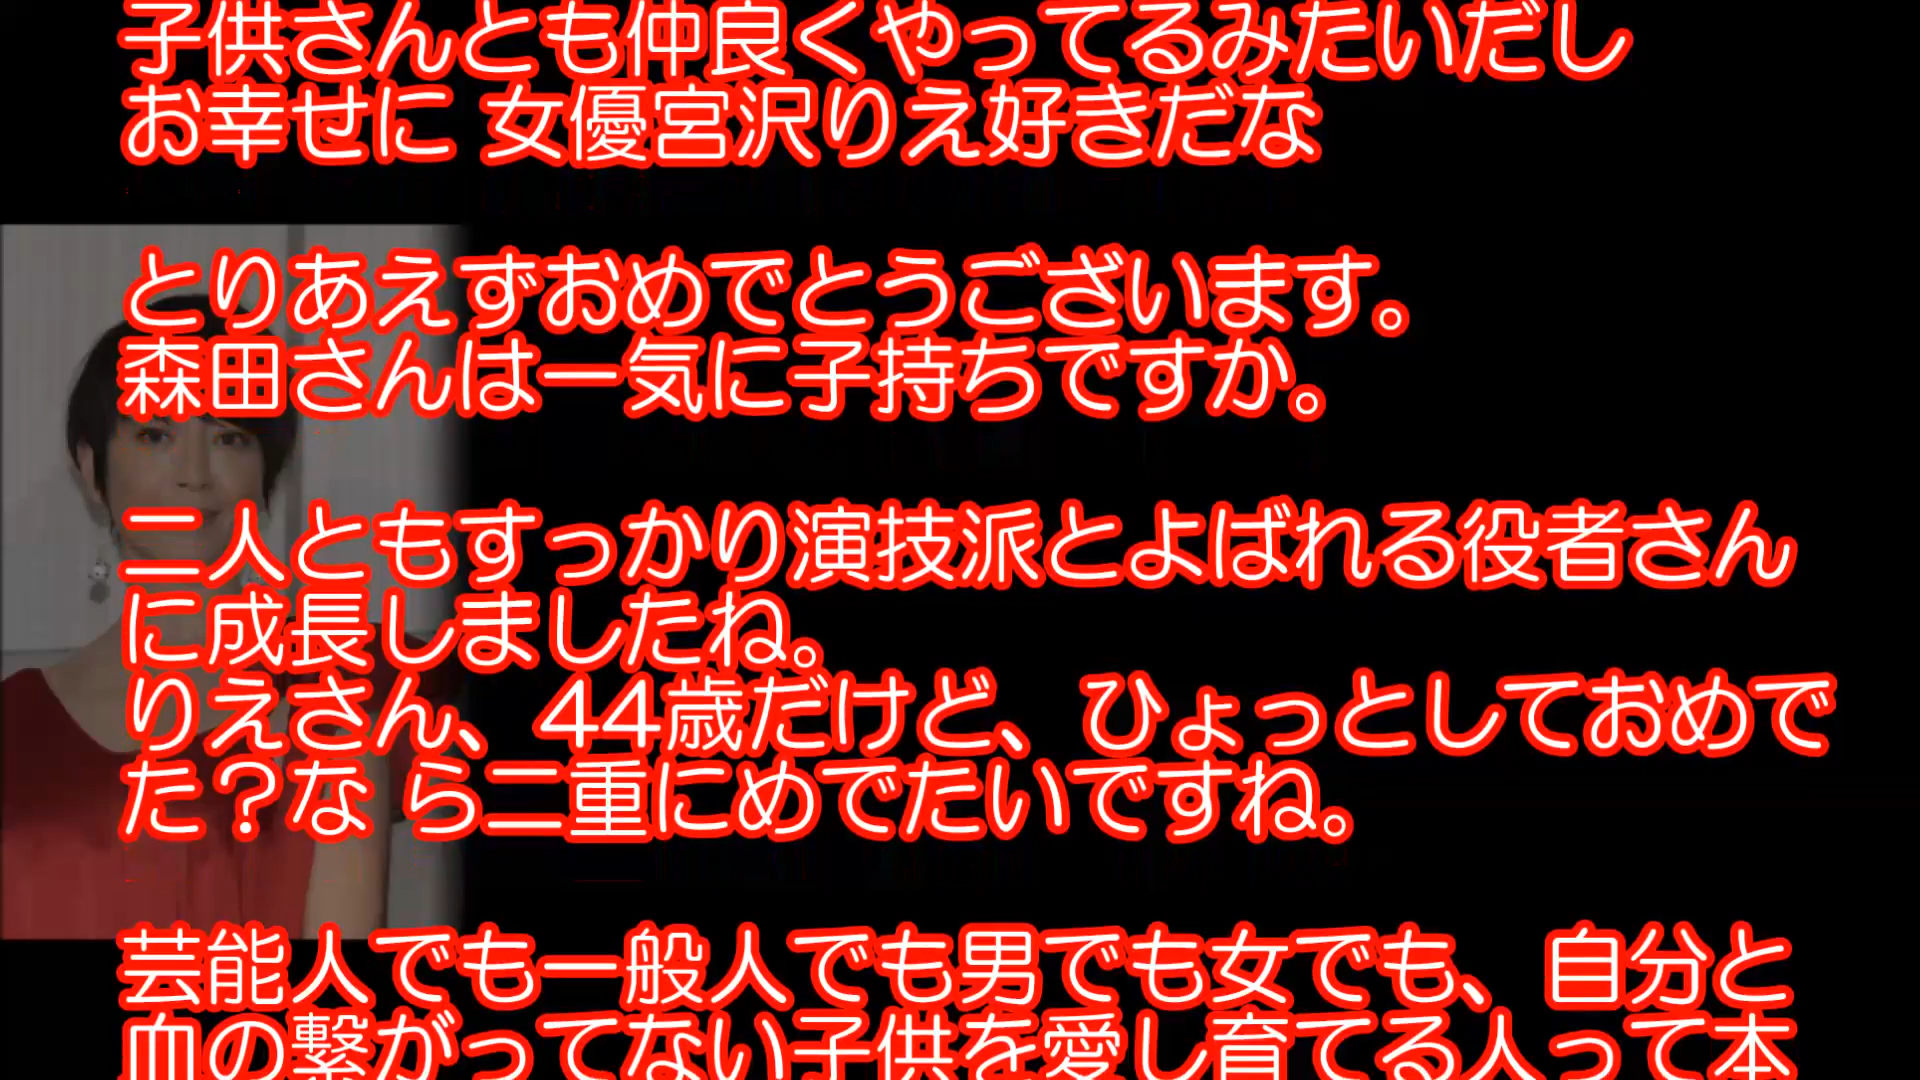 子供さんとも仲良くやってるみたいだし
お幸せに 女優宮沢りえ好きだな
とりあえずおめでとうございます。
森田さんは一気に子持ちですか。
二人ともすっかり演技派とよばれる役者さん
に成長しましたね。
りえさん、44歳だけど、ひょっとしておめで
た？な ら二重にめでたいですね。
芸能人でも一般人でも男でも女でも、自分と
血の繋がってない子供を愛し育てる人って本